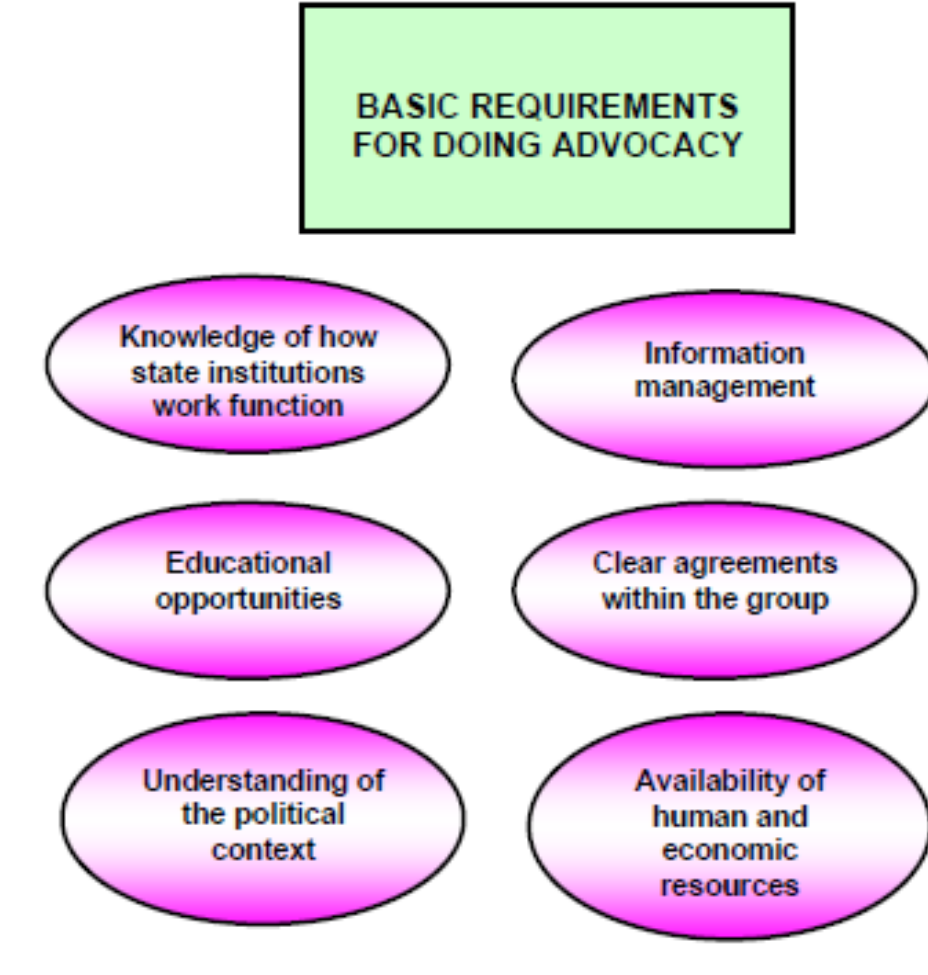 BASIC REQUIREMENTS
FOR DOING ADVOCACY
Knowledge of how
state institutions
work function
Information
management
Educational
opportunities
Clear agreements
within the group
Understanding of
the political
context
Availability of
human and
economic
resources